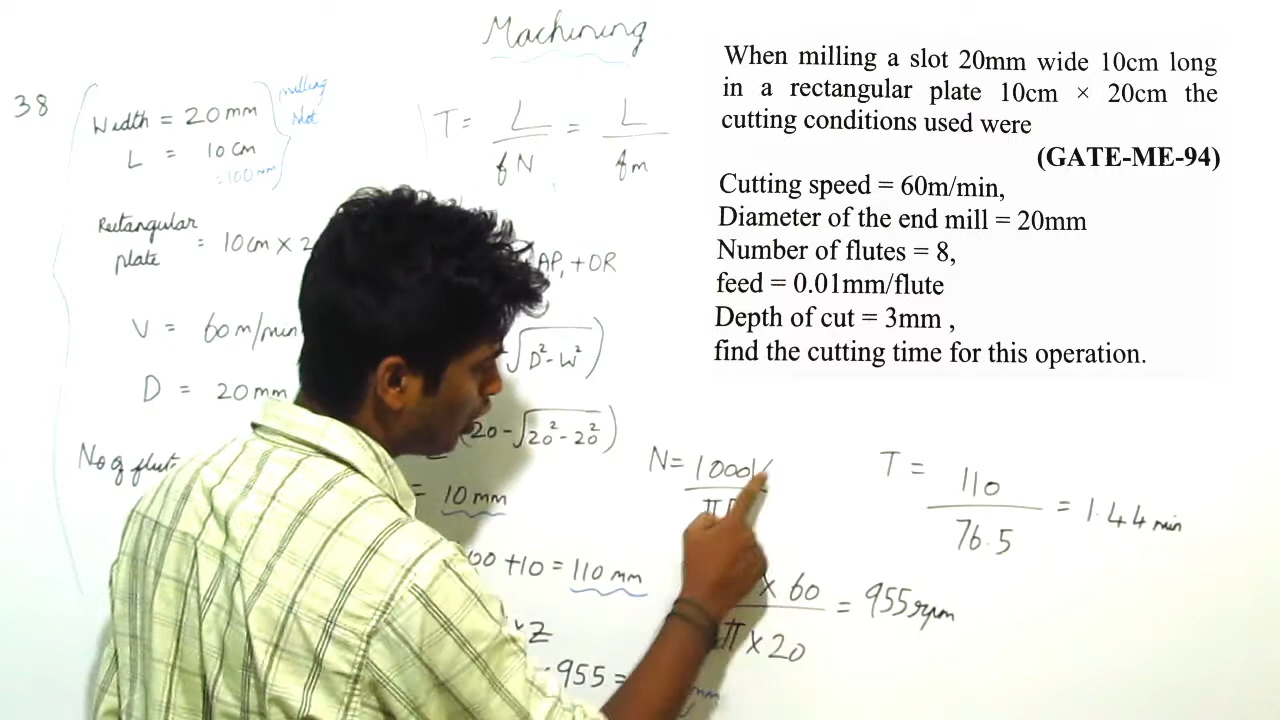 Machining
38
Width = 20 mm
L = 10 cm
= 100 mm
milling
slot
Rectangular
plate = 10 cm ×
V = 60 m/min
D = 20 mm
No of
T = L / fN = L / fm
AP₁ + OR
√D² - W² )
(20 - √20² - 20² )
= 10 mm
+ 10 = 110 mm
Z
955 =
N = 1000V
π
× 60
π × 20
= 955 rpm
T = 110 / 76.5 = 1.44 min
When milling a slot 20mm wide 10cm long
in a rectangular plate 10cm × 20cm the
cutting conditions used were
(GATE-ME-94)
Cutting speed = 60m/min,
Diameter of the end mill = 20mm
Number of flutes = 8,
feed = 0.01mm/flute
Depth of cut = 3mm ,
find the cutting time for this operation.